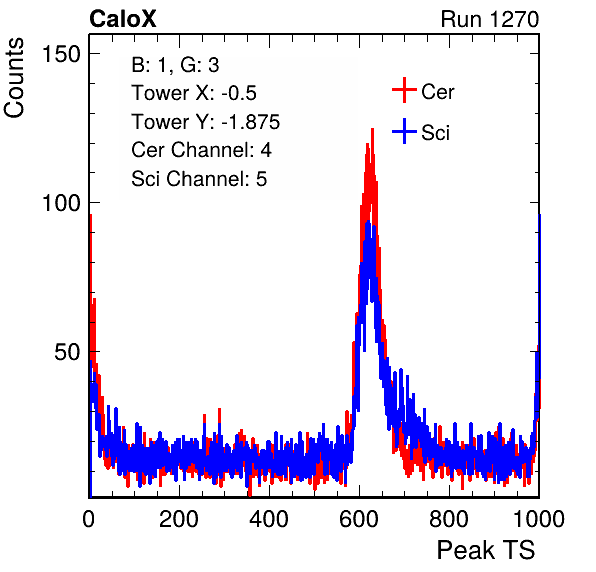 CaloX Run 1270
Counts
150
100
50
B: 1, G: 3
Tower X: -0.5
Tower Y: -1.875
Cer Channel: 4
Sci Channel: 5
Cer
Sci
0 200 400 600 800 1000
Peak TS